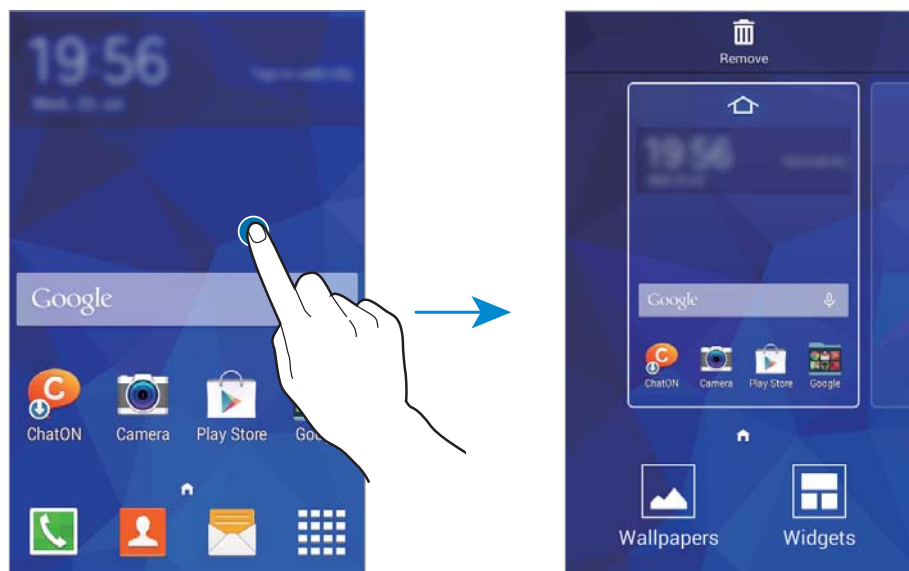 19:56
Google
ChatON
Camera
Play Store
Remove
19:56
Google
ChatON
Camera
Play Store
Google
Wallpapers
Widgets